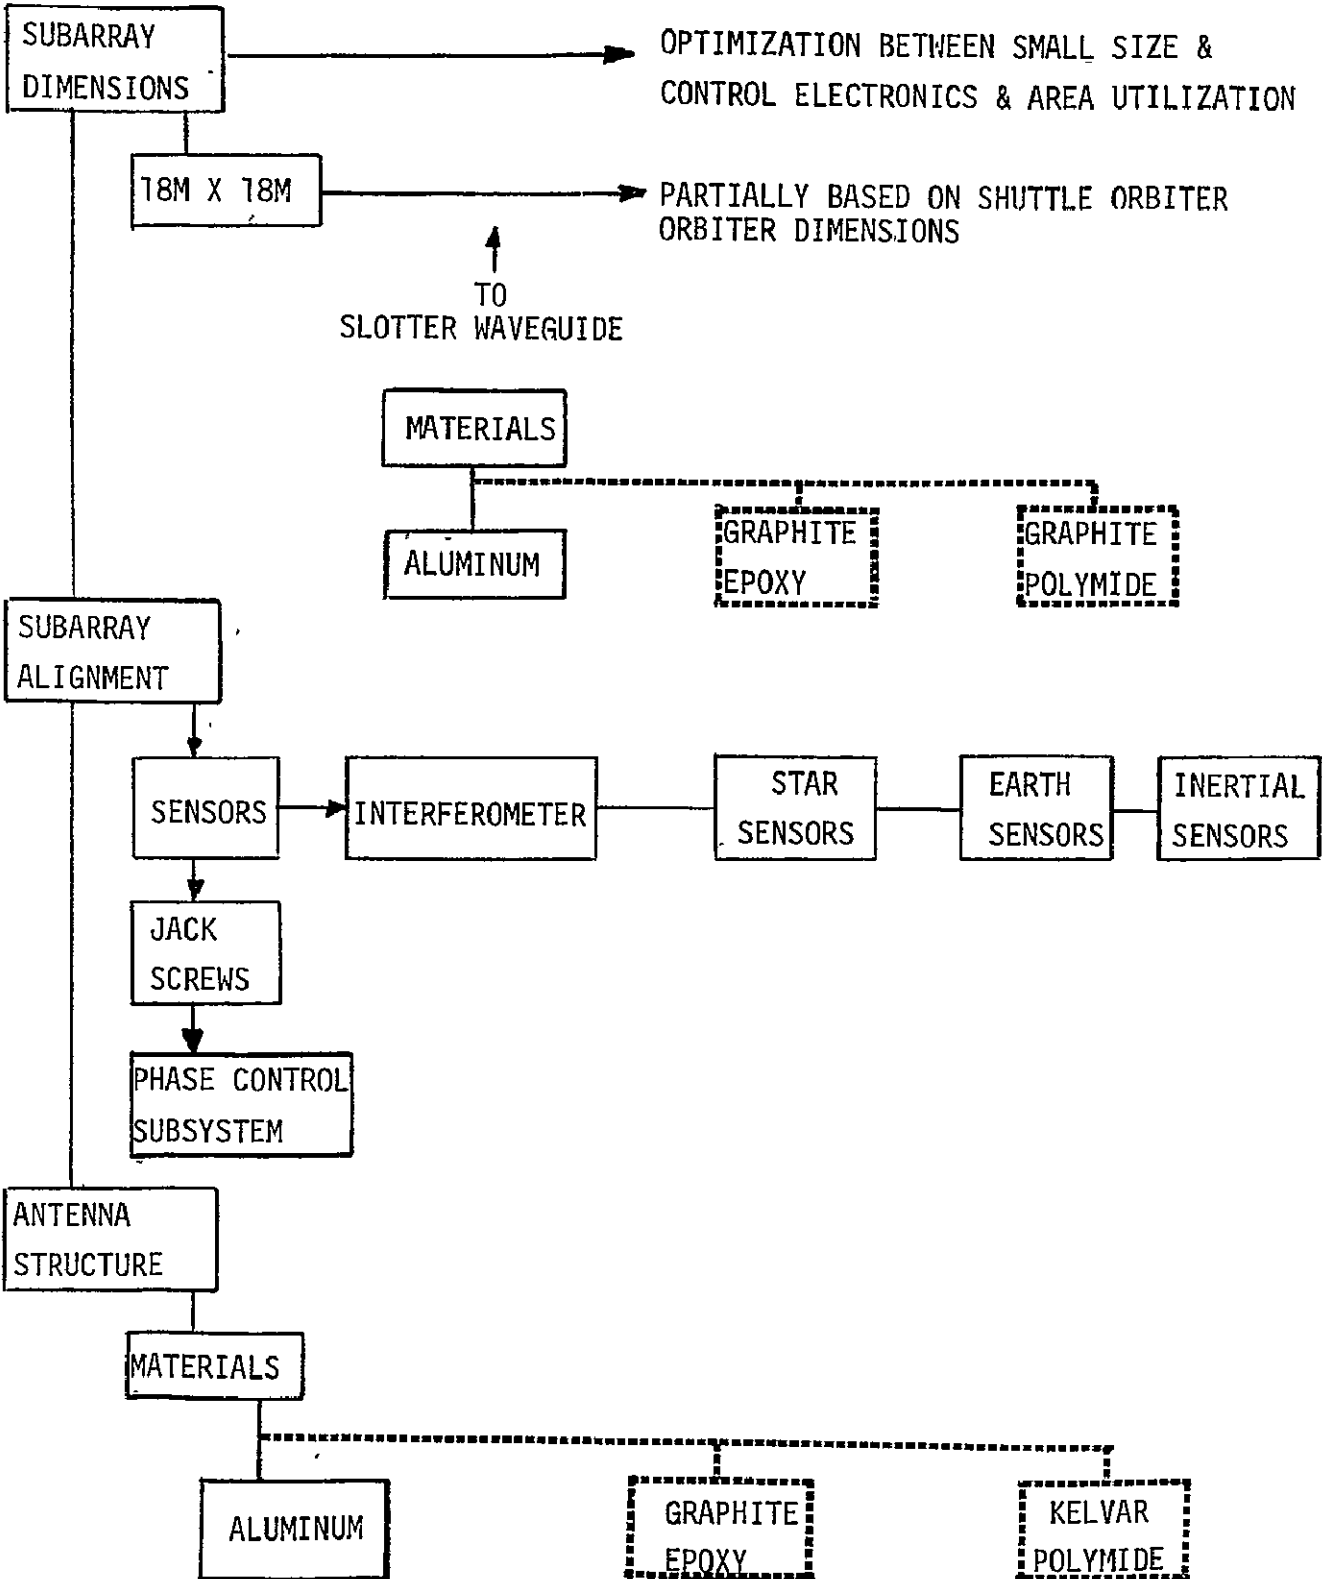 SUBARRAY
DIMENSIONS
OPTIMIZATION BETWEEN SMALL SIZE &
CONTROL ELECTRONICS & AREA UTILIZATION
18M X 18M
PARTIALLY BASED ON SHUTTLE ORBITER
ORBITER DIMENSIONS
TO
SLOTTER WAVEGUIDE
MATERIALS
ALUMINUM
GRAPHITE
EPOXY
GRAPHITE
POLYMIDE
SUBARRAY
ALIGNMENT
SENSORS
INTERFEROMETER
STAR
SENSORS
EARTH
SENSORS
INERTIAL
SENSORS
JACK
SCREWS
PHASE CONTROL
SUBSYSTEM
ANTENNA
STRUCTURE
MATERIALS
ALUMINUM
GRAPHITE
EPOXY
KELVAR
POLYMIDE